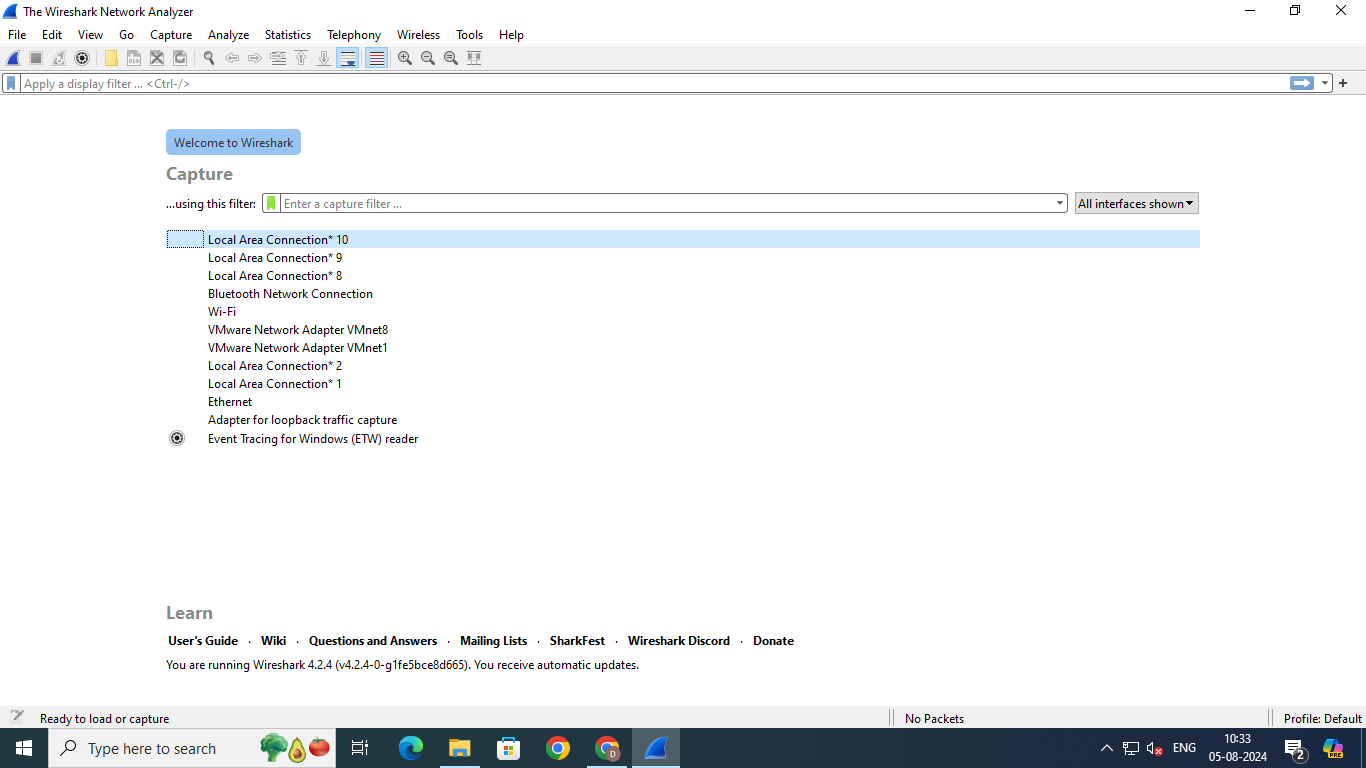 The Wireshark Network Analyzer
File Edit View Go Capture Analyze Statistics Telephony Wireless Tools Help
Apply a display filter ... <Ctrl-/>
Welcome to Wireshark
Capture
...using this filter: Enter a capture filter ... All interfaces shown
Local Area Connection* 10
Local Area Connection* 9
Local Area Connection* 8
Bluetooth Network Connection
Wi-Fi
VMware Network Adapter VMnet8
VMware Network Adapter VMnet1
Local Area Connection* 2
Local Area Connection* 1
Ethernet
Adapter for loopback traffic capture
Event Tracing for Windows (ETW) reader
Learn
User's Guide · Wiki · Questions and Answers · Mailing Lists · SharkFest · Wireshark Discord · Donate
You are running Wireshark 4.2.4 (v4.2.4-0-g1fe5bce8d665). You receive automatic updates.
Ready to load or capture No Packets Profile: Default
Type here to search D ENG 10:33 2 PRE
05-08-2024